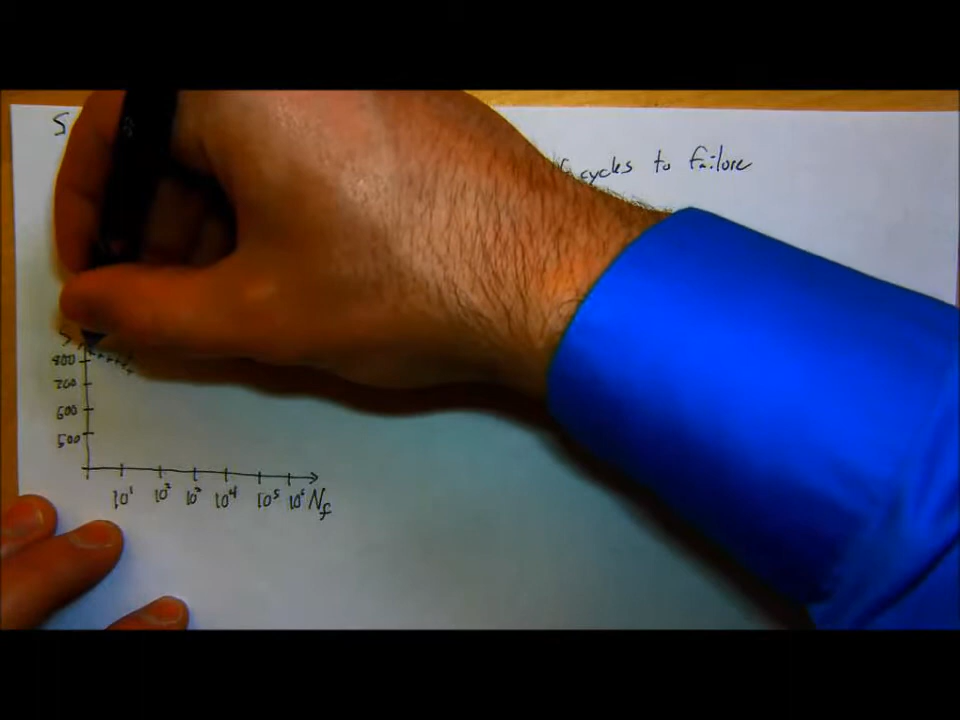 S
cycles to failure
S
800
700
600
500
10¹ 10² 10³ 10⁴ 10⁵ 10⁶ N_f